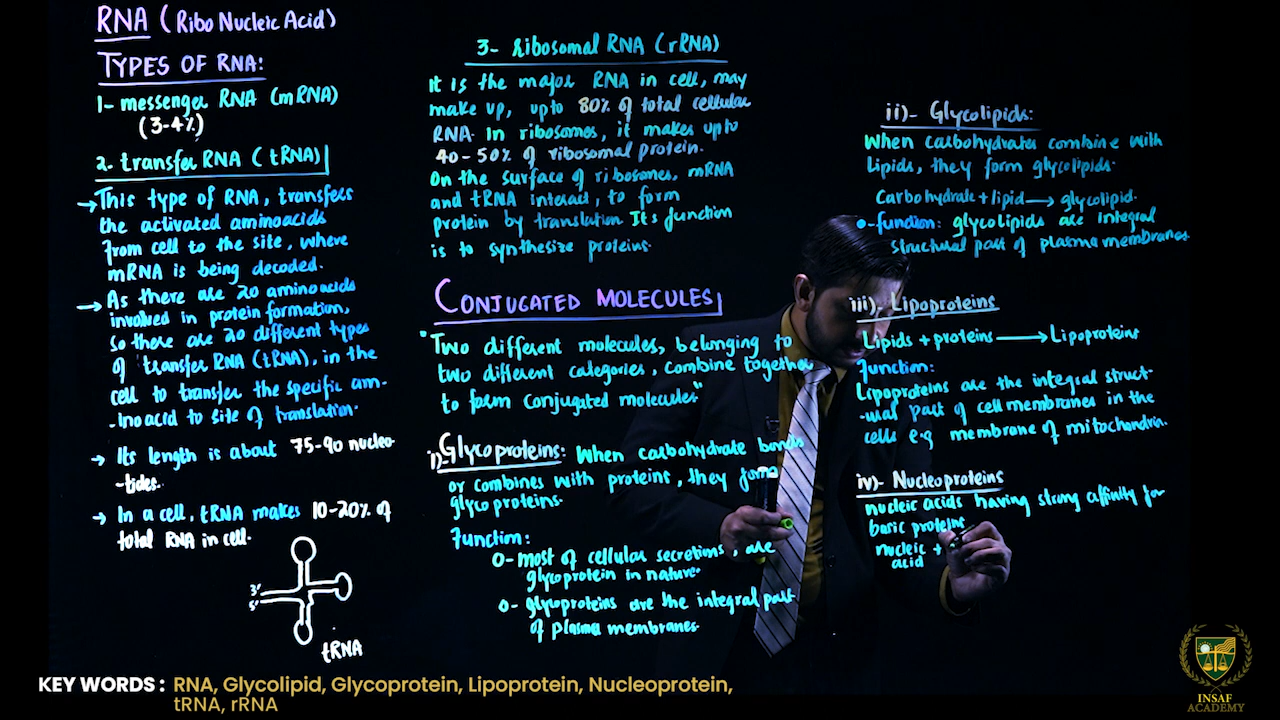 RNA (Ribo Nucleic Acid)
TYPES OF RNA:
1- messenger RNA (mRNA)
(3-4%)
2- transfer RNA (tRNA)
→ This type of RNA, transfers
the activated aminoacids
from cell to the site, where
mRNA is being decoded.
→ As there are 20 aminoacids
involved in protein formation,
so there are 20 different types
of transfer RNA (tRNA), in the
cell to transfer the specific am-
-inoacid to site of translation.
→ Its length is about 75-90 nucleo-
-tides.
→ In a cell, tRNA makes 10-20% of
total RNA in cell.
3'
5'
tRNA
3- Ribosomal RNA (rRNA)
It is the major RNA in cell, may
make up, upto 80% of total cellular
RNA. In ribosomes, it makes upto
40-50% of ribosomal protein.
On the surface of ribosomes, mRNA
and tRNA interact, to form
protein by translation. It's function
is to synthesize proteins.
CONJUGATED MOLECULES
"Two different molecules, belonging to
two different categories, combine together
to form conjugated molecules"
i)- Glycoproteins: When carbohydrate bonds
or combines with proteins, they form
glycoproteins.
Function:
o- most of cellular secretions, are
glycoprotein in nature.
o- glycoproteins are the integral part
of plasma membranes.
ii)- Glycolipids:
When carbohydrates combine with
Lipids, they form glycolipids.
Carbohydrate + lipid → glycolipid.
o- function: glycolipids are integral
structural part of plasma membranes.
iii)- Lipoproteins
Lipids + proteins → Lipoproteins
function:
Lipoproteins are the integral struct-
-ural part of cell membranes in the
cells e.g membrane of mitochondria.
iv)- Nucleoproteins
nucleic acids having strong affinity for
basic proteins
nucleic +
acid
KEY WORDS : RNA, Glycolipid, Glycoprotein, Lipoprotein, Nucleoprotein,
tRNA, rRNA
INSAF
ACADEMY